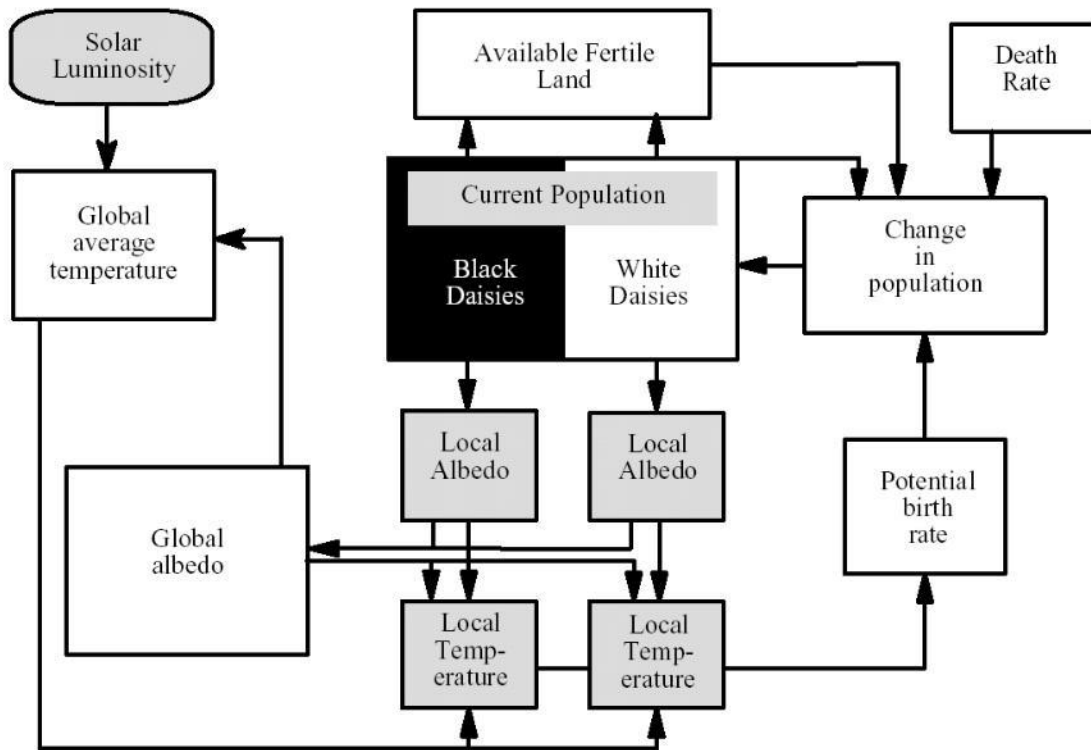 Solar
Luminosity
Available Fertile
Land
Death
Rate
Global
average
temperature
Current Population
Black
Daisies
White
Daisies
Change
in
population
Local
Albedo
Local
Albedo
Potential
birth
rate
Global
albedo
Local
Temp-
erature
Local
Temp-
erature